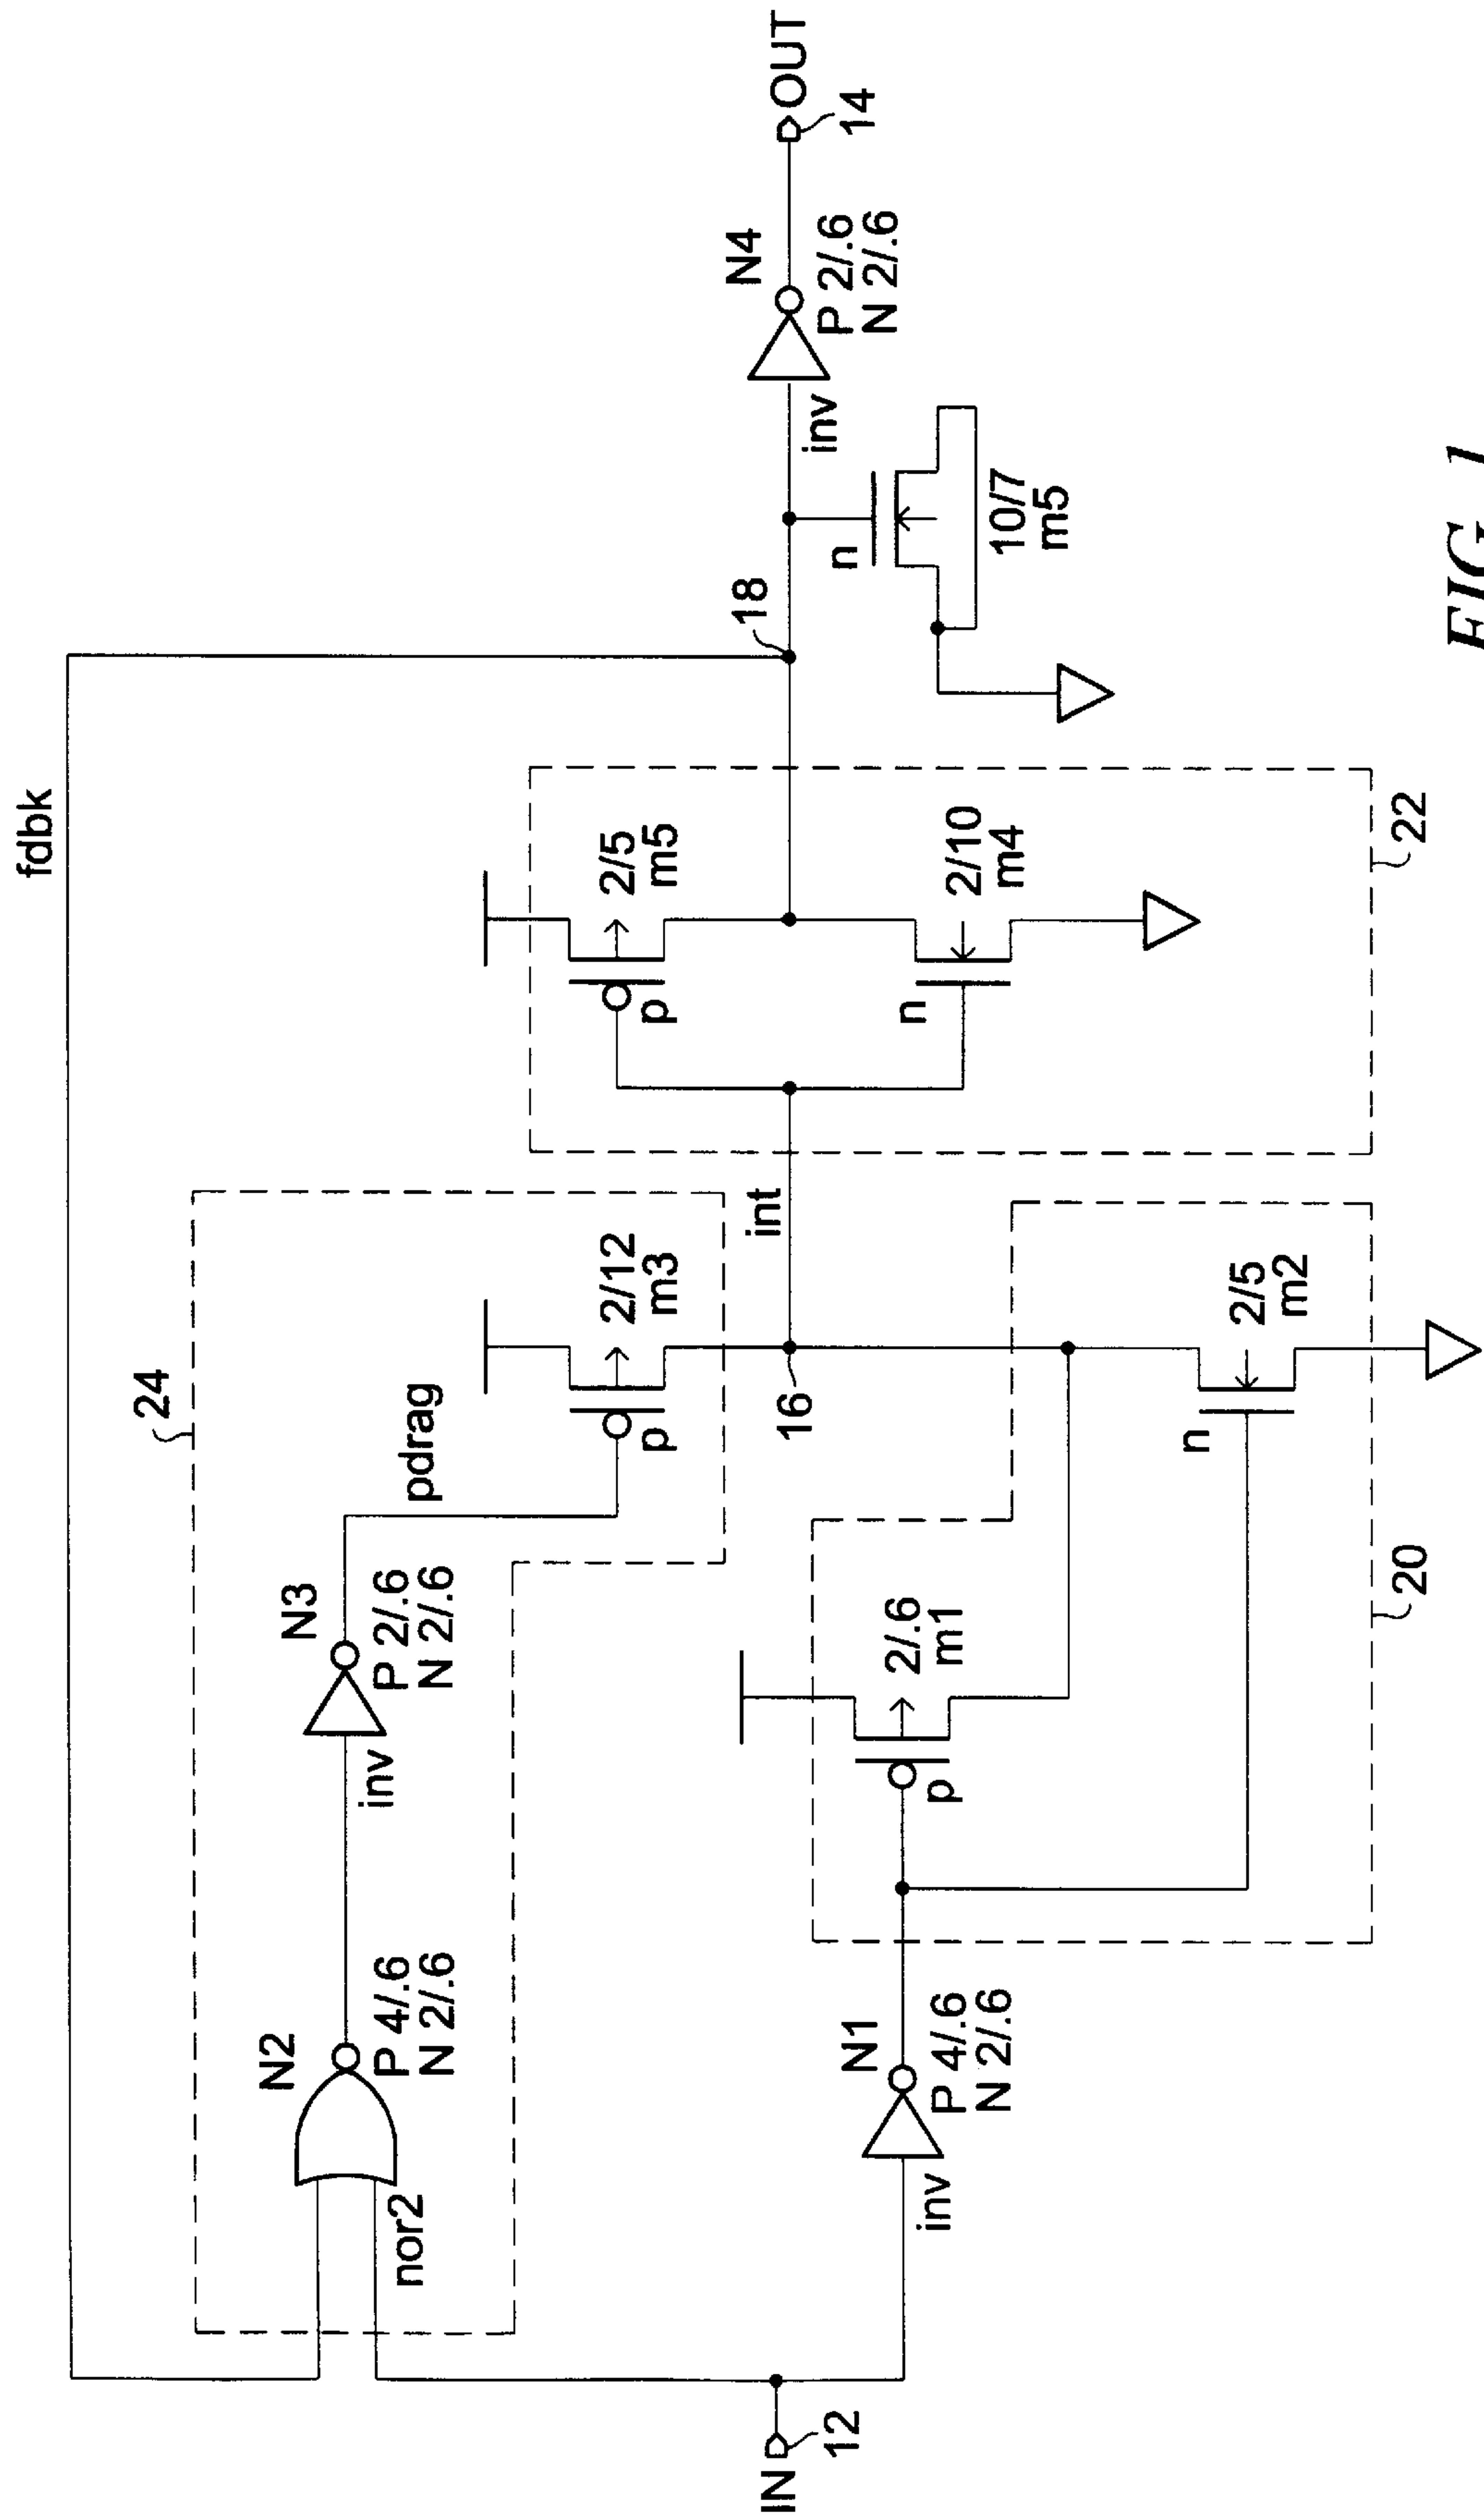 fdbk
24
N2
P 4/.6
N 2/.6
nor2
N3
P 2/.6
N 2/.6
inv
pdrag
2/12
m3
p
int
16
IN
12
N1
P 4/.6
N 2/.6
inv
2/.6
m1
p
2/5
m2
n
20
2/5
m5
p
2/10
m4
n
22
18
n
10/7
m5
inv
N4
P 2/.6
N 2/.6
OUT
14
FIG. 1